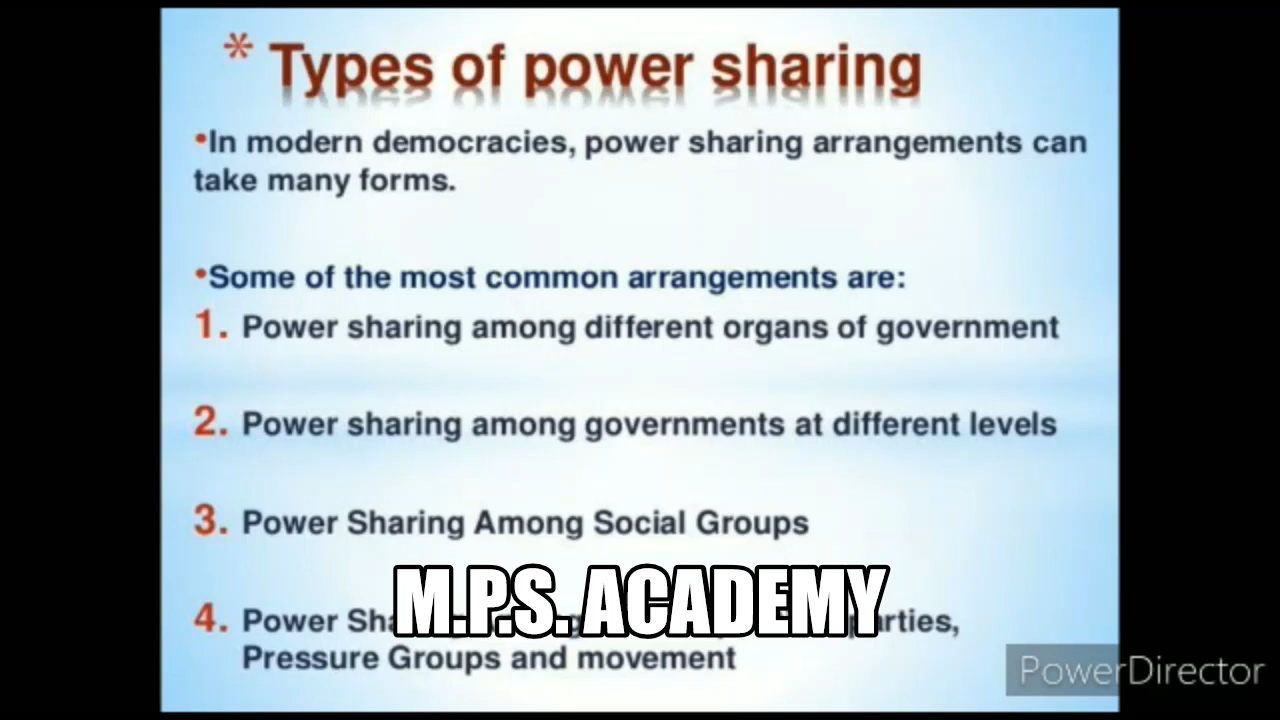 * Types of power sharing
•In modern democracies, power sharing arrangements can
take many forms.
•Some of the most common arrangements are:
1. Power sharing among different organs of government
2. Power sharing among governments at different levels
3. Power Sharing Among Social Groups
M.P.S. ACADEMY
4. Power
Pressure Groups and movement
PowerDirector